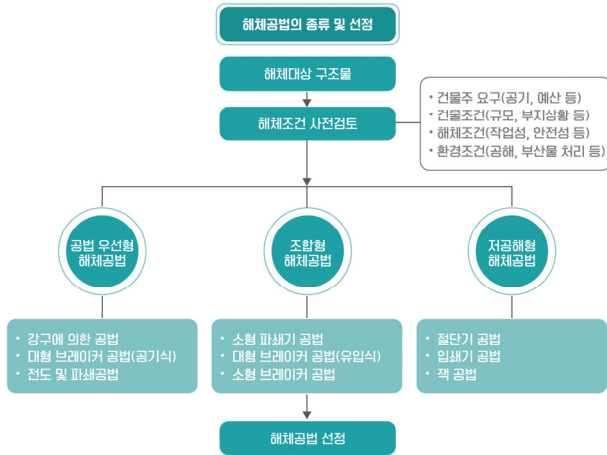 해체공법의 종류 및 선정
해체대상 구조물
해체조건 사전검토
• 건물주 요구(공기, 예산 등)
• 건물조건(규모, 부지상황 등)
• 해체조건(작업성, 안전성 등)
• 환경조건(공해, 부산물 처리 등)
공법 우선형
해체공법
조합형
해체공법
저공해형
해체공법
• 강구에 의한 공법
• 대형 브레이커 공법(공기식)
• 전도 및 파쇄공법
• 소형 파쇄기 공법
• 대형 브레이커 공법(유입식)
• 소형 브레이커 공법
• 절단기 공법
• 입쇄기 공법
• 잭 공법
해체공법 선정